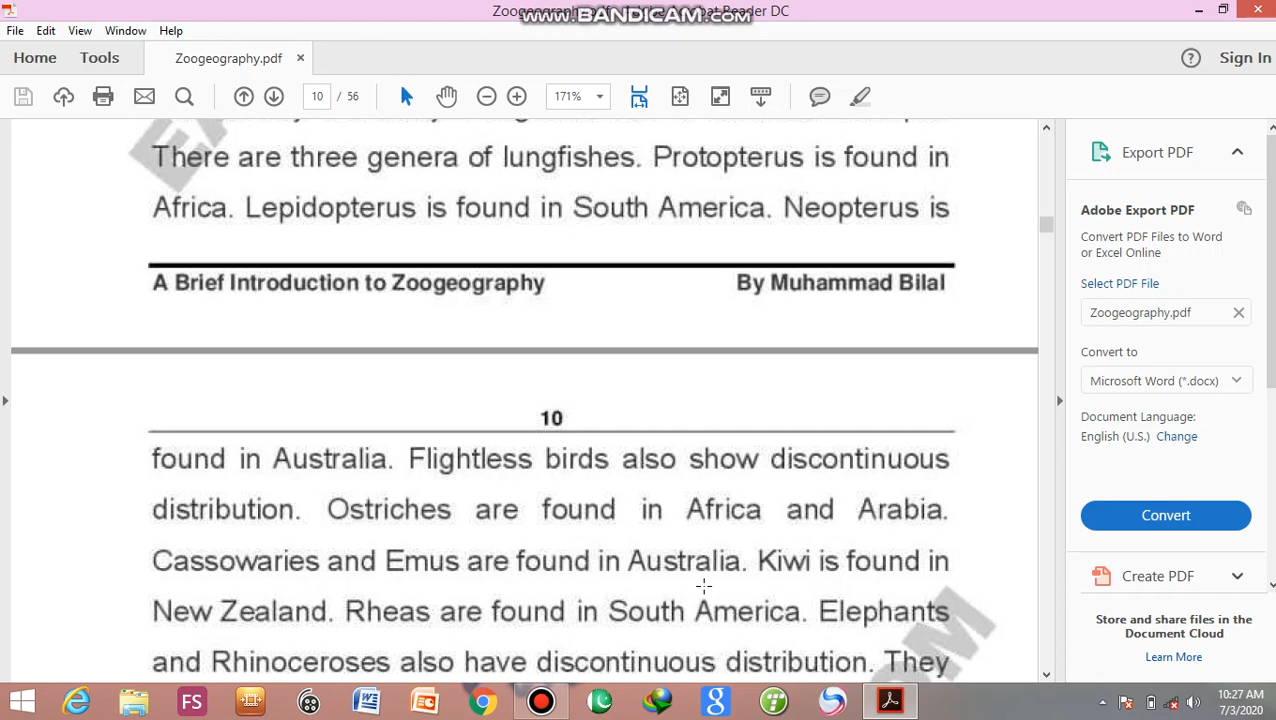 www.BANDICAM.com
File Edit View Window Help
Home Tools Zoogeography.pdf × Sign In
10 / 56 171%
There are three genera of lungfishes. Protopterus is found in
Africa. Lepidopterus is found in South America. Neopterus is
A Brief Introduction to Zoogeography By Muhammad Bilal
10
found in Australia. Flightless birds also show discontinuous
distribution. Ostriches are found in Africa and Arabia.
Cassowaries and Emus are found in Australia. Kiwi is found in
New Zealand. Rheas are found in South America. Elephants
and Rhinoceroses also have discontinuous distribution. They
Export PDF
Adobe Export PDF
Convert PDF Files to Word
or Excel Online
Select PDF File
Zoogeography.pdf
Convert to
Microsoft Word (*.docx)
Document Language:
English (U.S.) Change
Convert
Create PDF
Store and share files in the
Document Cloud
Learn More
10:27 AM
7/3/2020